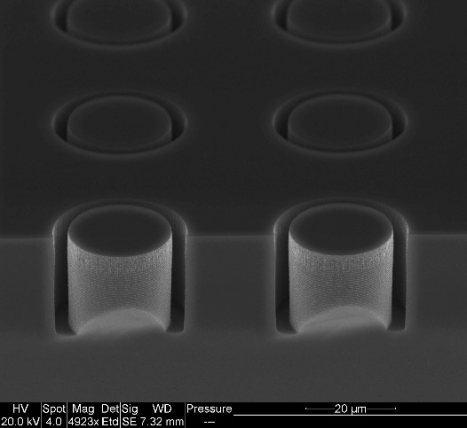 HV Spot Mag Det Sig WD Pressure 20 µm
20.0 kV 4.0 4923x Etd SE 7.32 mm ---